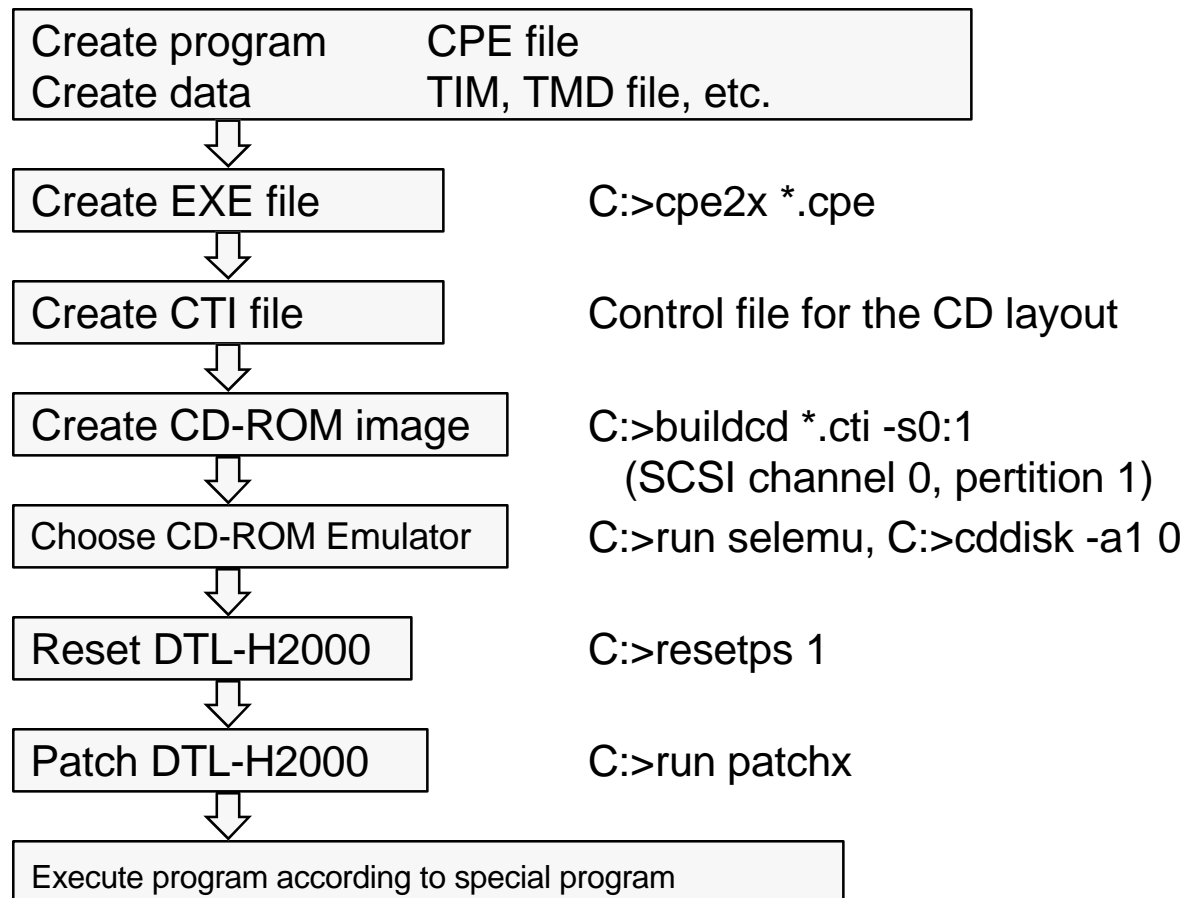 Create program CPE file
Create data TIM, TMD file, etc.
Create EXE file C:>cpe2x *.cpe
Create CTI file Control file for the CD layout
Create CD-ROM image C:>buildcd *.cti -s0:1
(SCSI channel 0, pertition 1)
Choose CD-ROM Emulator C:>run selemu, C:>cddisk -a1 0
Reset DTL-H2000 C:>resetps 1
Patch DTL-H2000 C:>run patchx
Execute program according to special program